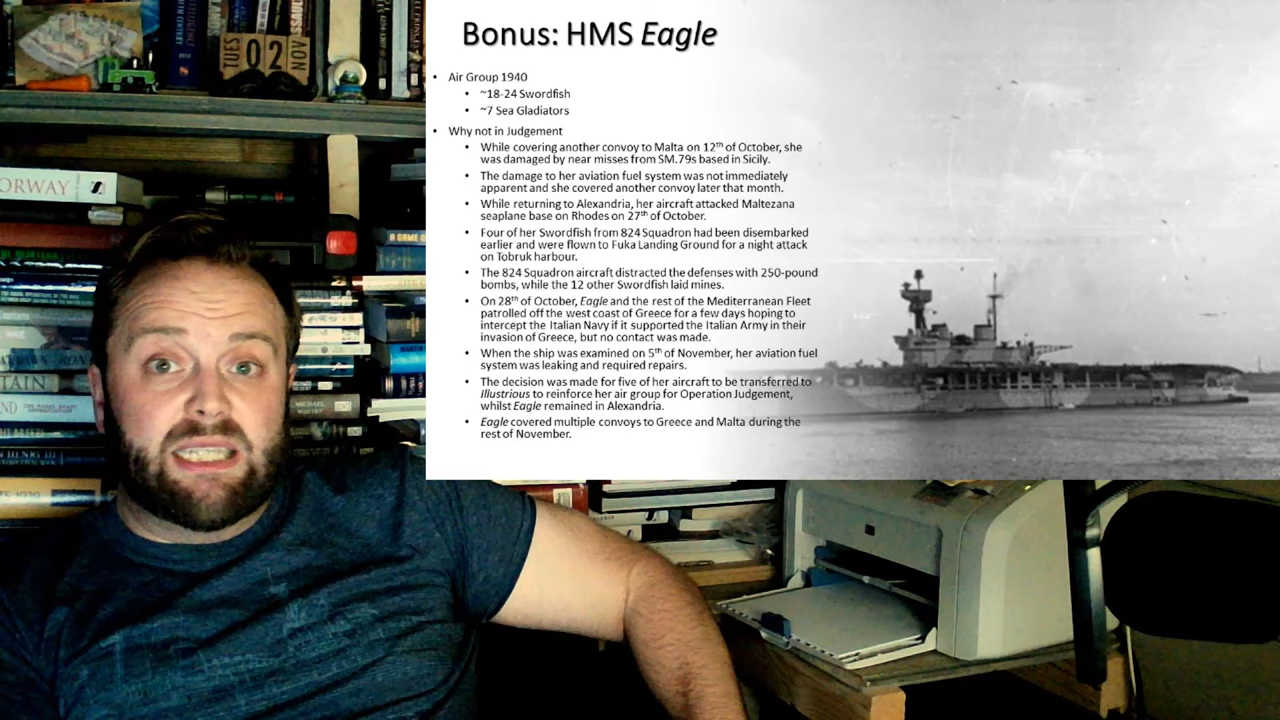 Bonus: HMS Eagle
• Air Group 1940
• ~18-24 Swordfish
• ~7 Sea Gladiators
• Why not in Judgement
• While covering another convoy to Malta on 12th of October, she
was damaged by near misses from SM.79s based in Sicily.
• The damage to her aviation fuel system was not immediately
apparent and she covered another convoy later that month.
• While returning to Alexandria, her aircraft attacked Maltezana
seaplane base on Rhodes on 27th of October.
• Four of her Swordfish from 824 Squadron had been disembarked
earlier and were flown to Fuka Landing Ground for a night attack
on Tobruk harbour.
• The 824 Squadron aircraft distracted the defenses with 250-pound
bombs, while the 12 other Swordfish laid mines.
• On 28th of October, Eagle and the rest of the Mediterranean Fleet
patrolled off the west coast of Greece for a few days hoping to
intercept the Italian Navy if it supported the Italian Army in their
invasion of Greece, but no contact was made.
• When the ship was examined on 5th of November, her aviation fuel
system was leaking and required repairs.
• The decision was made for five of her aircraft to be transferred to
Illustrious to reinforce her air group for Operation Judgement,
whilst Eagle remained in Alexandria.
• Eagle covered multiple convoys to Greece and Malta during the
rest of November.
TUES 02 NOV
ORWAY
TAIN
MICHAEL